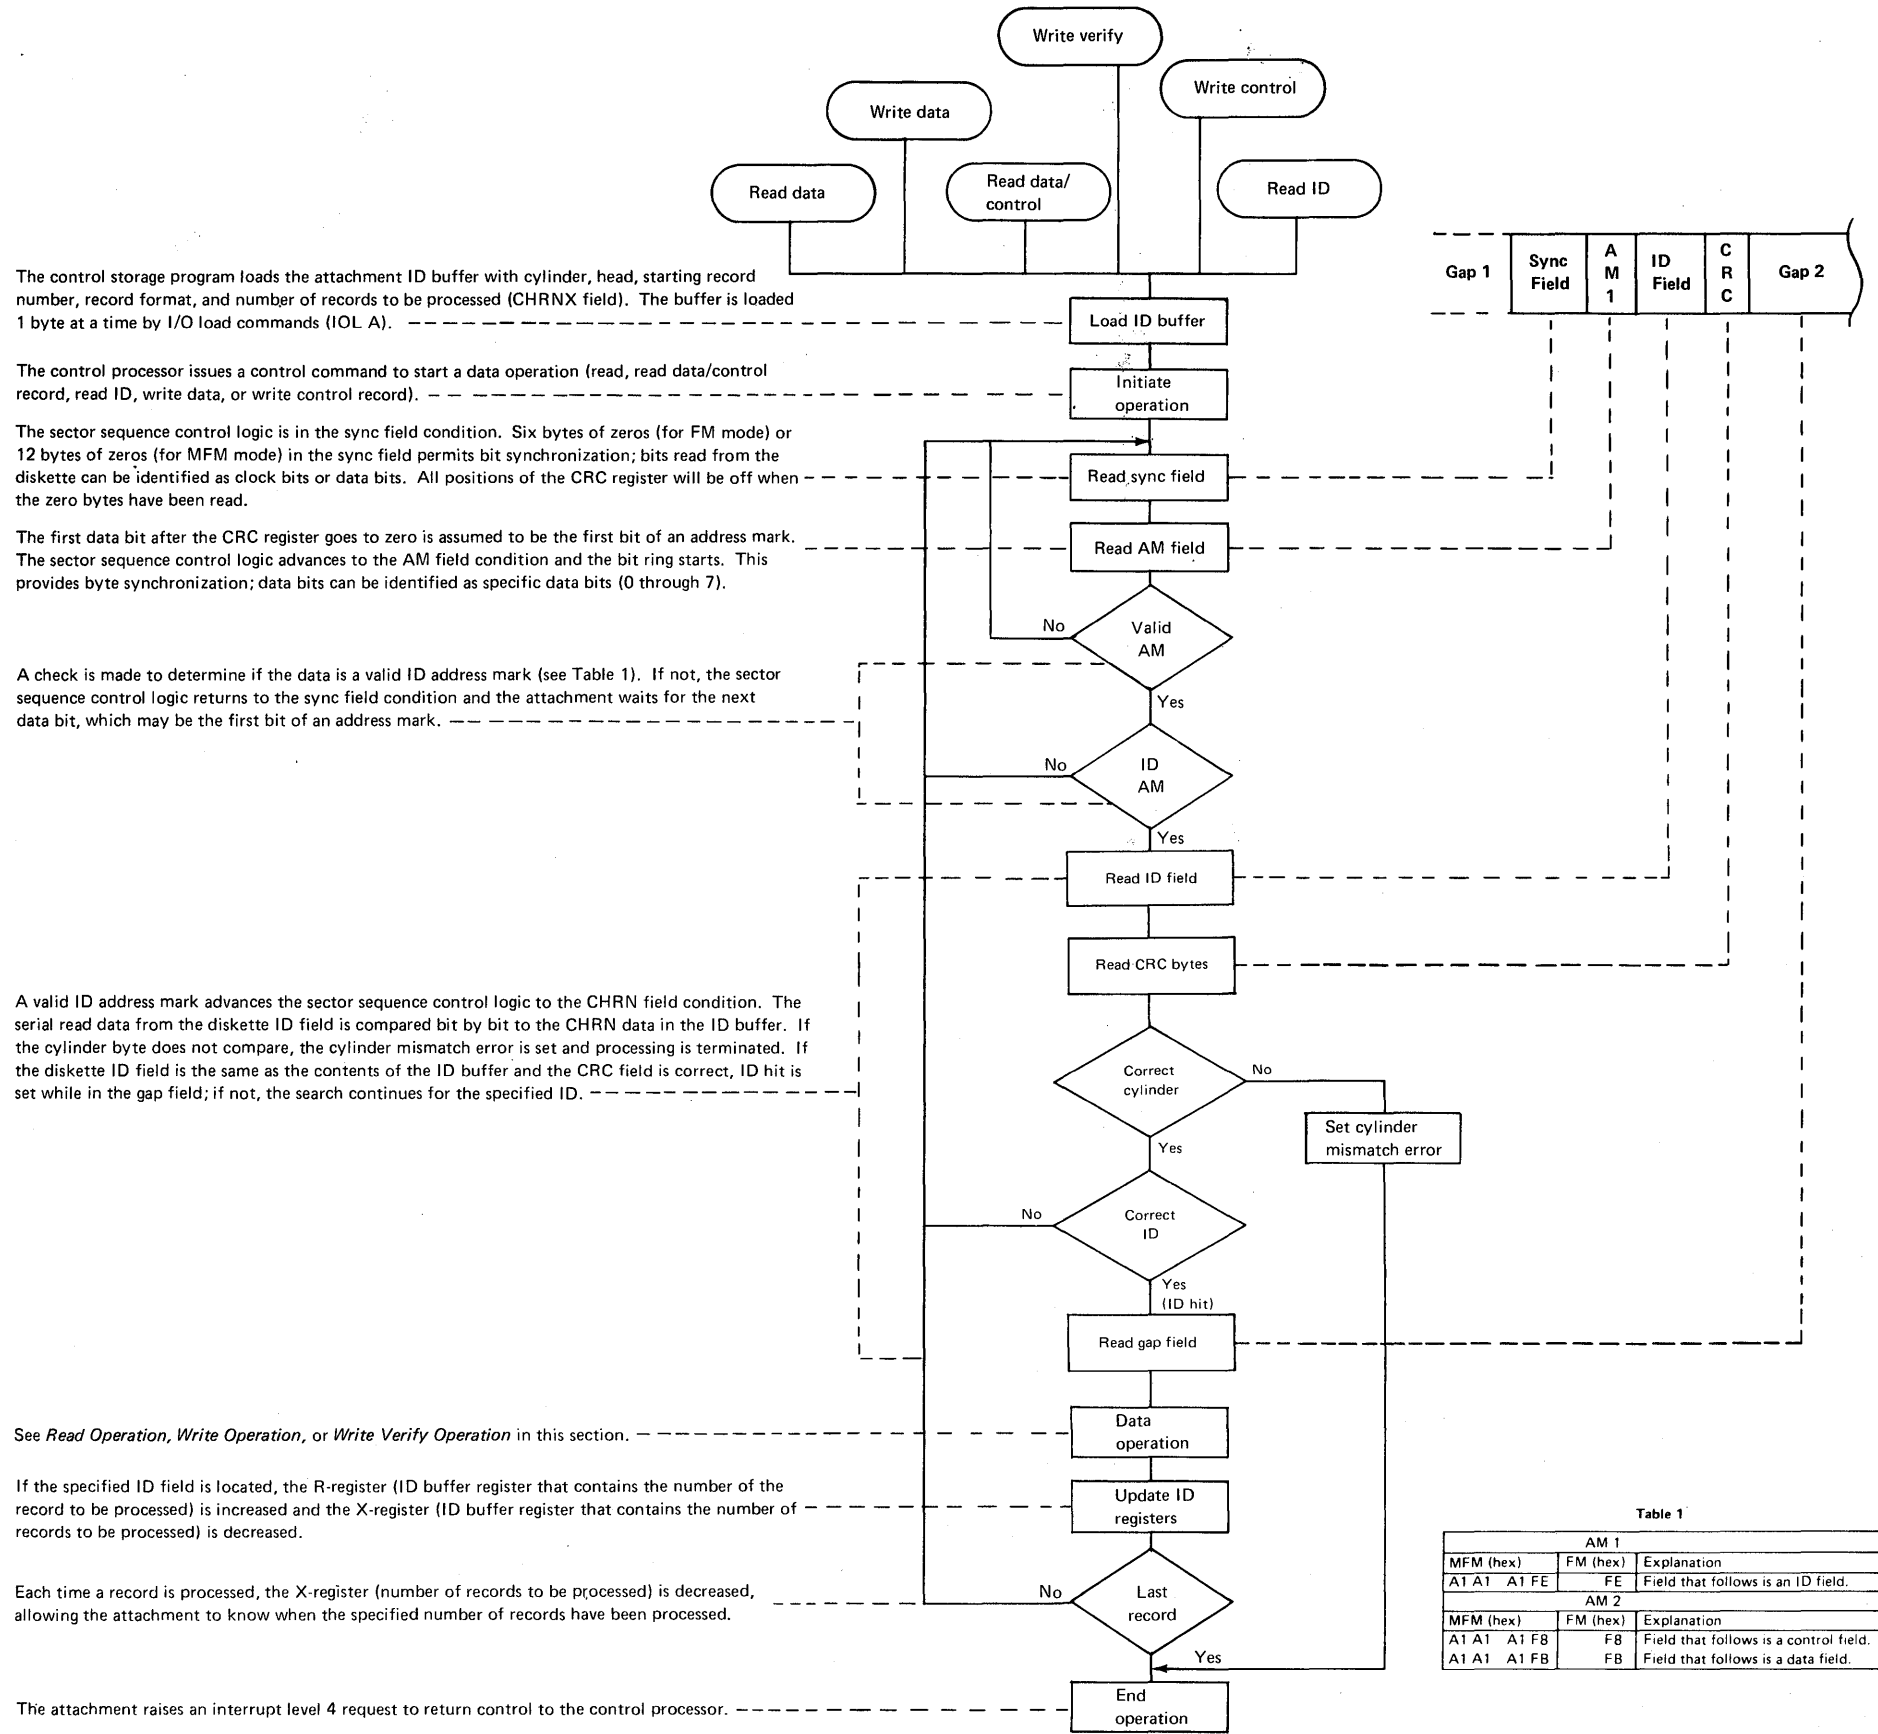 Write verify
Write control
Write data
Read data/
control
Read data
Read ID
Gap 1
Sync
Field
A
M
1
ID
Field
C
R
C
Gap 2
The control storage program loads the attachment ID buffer with cylinder, head, starting record
number, record format, and number of records to be processed (CHRNX field). The buffer is loaded
1 byte at a time by I/O load commands (IOL A).
Load ID buffer
The control processor issues a control command to start a data operation (read, read data/control
record, read ID, write data, or write control record).
Initiate
operation
The sector sequence control logic is in the sync field condition. Six bytes of zeros (for FM mode) or
12 bytes of zeros (for MFM mode) in the sync field permits bit synchronization; bits read from the
diskette can be identified as clock bits or data bits. All positions of the CRC register will be off when
the zero bytes have been read.
Read sync field
The first data bit after the CRC register goes to zero is assumed to be the first bit of an address mark.
The sector sequence control logic advances to the AM field condition and the bit ring starts. This
provides byte synchronization; data bits can be identified as specific data bits (0 through 7).
Read AM field
No
Valid
AM
Yes
A check is made to determine if the data is a valid ID address mark (see Table 1). If not, the sector
sequence control logic returns to the sync field condition and the attachment waits for the next
data bit, which may be the first bit of an address mark.
No
ID
AM
Yes
Read ID field
Read CRC bytes
A valid ID address mark advances the sector sequence control logic to the CHRN field condition. The
serial read data from the diskette ID field is compared bit by bit to the CHRN data in the ID buffer. If
the cylinder byte does not compare, the cylinder mismatch error is set and processing is terminated. If
the diskette ID field is the same as the contents of the ID buffer and the CRC field is correct, ID hit is
set while in the gap field; if not, the search continues for the specified ID.
Correct
cylinder
No
Yes
Set cylinder
mismatch error
No
Correct
ID
Yes
(ID hit)
Read gap field
See Read Operation, Write Operation, or Write Verify Operation in this section.
Data
operation
If the specified ID field is located, the R-register (ID buffer register that contains the number of the
record to be processed) is increased and the X-register (ID buffer register that contains the number of
records to be processed) is decreased.
Update ID
registers
Each time a record is processed, the X-register (number of records to be processed) is decreased,
allowing the attachment to know when the specified number of records have been processed.
No
Last
record
Yes
The attachment raises an interrupt level 4 request to return control to the control processor.
End
operation
Table 1
AM 1
MFM (hex) FM (hex) Explanation
A1 A1 A1 FE FE Field that follows is an ID field.
AM 2
MFM (hex) FM (hex) Explanation
A1 A1 A1 F8 F8 Field that follows is a control field.
A1 A1 A1 FB FB Field that follows is a data field.